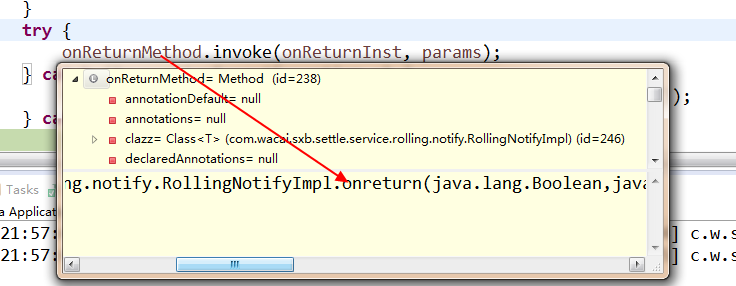 }
try {
onReturnMethod.invoke(onReturnInst, params);
} ca
onReturnMethod= Method (id=238)
);
annotationDefault= null
annotations= null
} ca
clazz= Class<T> (com.wacai.sxb.settle.service.rolling.notify.RollingNotifyImpl) (id=246)
declaredAnnotations= null
ng.notify.RollingNotifyImpl.onreturn(java.lang.Boolean,java
Tasks
a Applicat
21:57: ] c.w.s
21:57: ] c.w.s